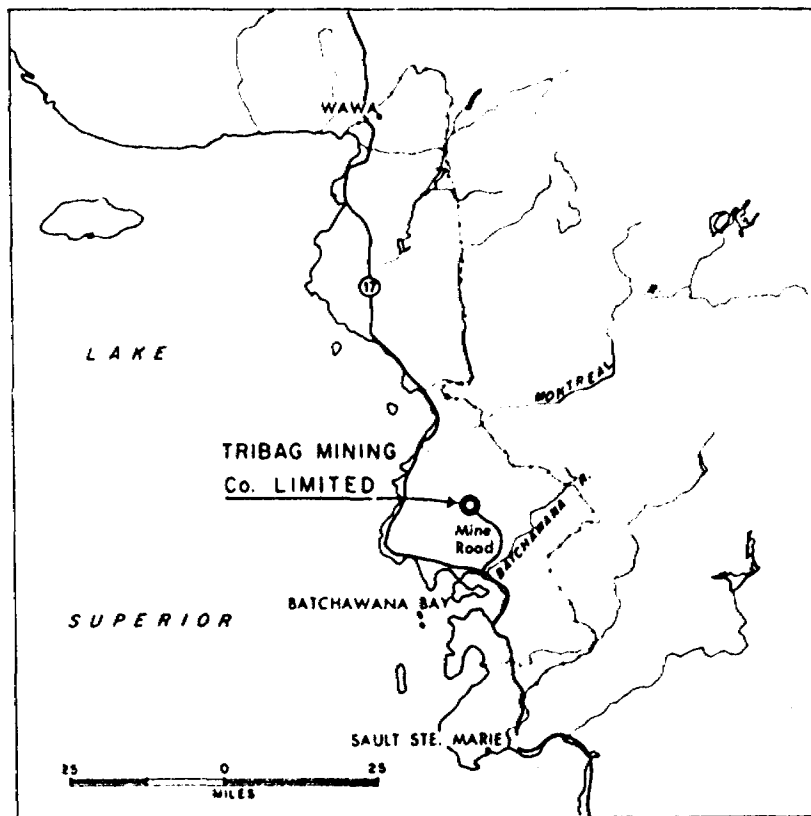 WAWA
17
LAKE
MONTREAL
TRIBAG MINING
Co. LIMITED
Mine
Road
BATCHAWANA R.
BATCHAWANA BAY
SUPERIOR
SAULT STE. MARIE
25 0 25
MILES